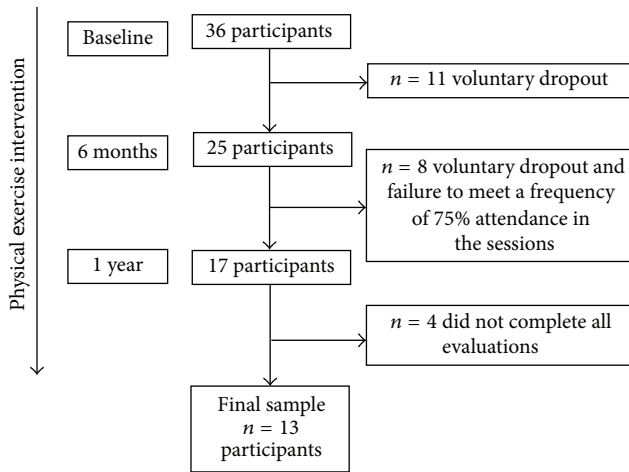 Physical exercise intervention
Baseline
36 participants
n = 11 voluntary dropout
6 months
25 participants
n = 8 voluntary dropout and
failure to meet a frequency
of 75% attendance in
the sessions
1 year
17 participants
n = 4 did not complete all
evaluations
Final sample
n = 13
participants